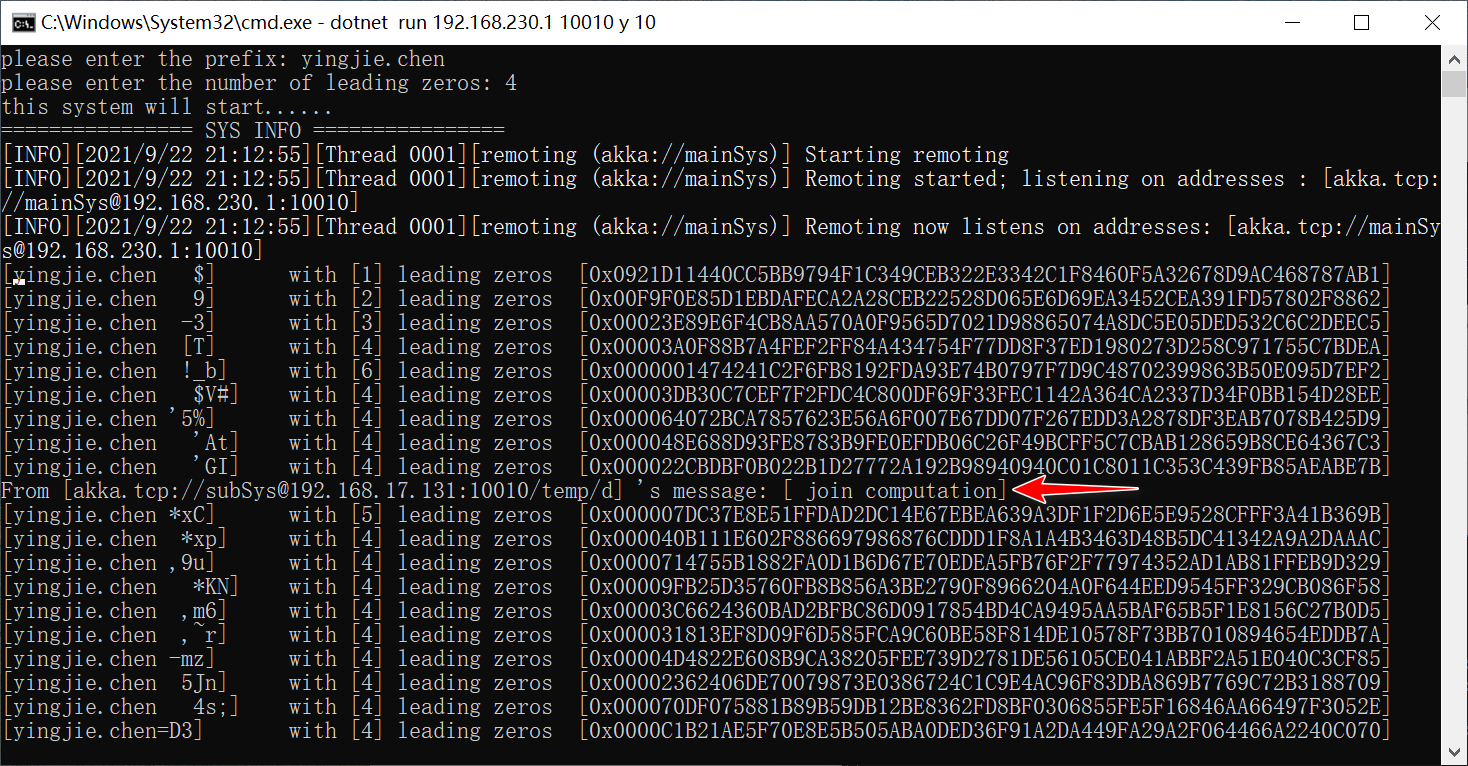 C:\Windows\System32\cmd.exe - dotnet  run 192.168.230.1 10010 y 10
please enter the prefix: yingjie.chen
please enter the number of leading zeros: 4
this system will start......
================ SYS INFO ================
[INFO][2021/9/22 21:12:55][Thread 0001][remoting (akka://mainSys)] Starting remoting
[INFO][2021/9/22 21:12:55][Thread 0001][remoting (akka://mainSys)] Remoting started; listening on addresses : [akka.tcp:
//mainSys@192.168.230.1:10010]
[INFO][2021/9/22 21:12:55][Thread 0001][remoting (akka://mainSys)] Remoting now listens on addresses: [akka.tcp://mainSy
s@192.168.230.1:10010]
[yingjie.chen   $]      with [1] leading zeros  [0x0921D11440CC5BB9794F1C349CEB322E3342C1F8460F5A32678D9AC468787AB1]
[yingjie.chen   9]      with [2] leading zeros  [0x00F9F0E85D1EBDAFECA2A28CEB22528D065E6D69EA3452CEA391FD57802F8862]
[yingjie.chen  -3]      with [3] leading zeros  [0x00023E89E6F4CB8AA570A0F9565D7021D98865074A8DC5E05DED532C6C2DEEC5]
[yingjie.chen  [T]      with [4] leading zeros  [0x00003A0F88B7A4FEF2FF84A434754F77DD8F37ED1980273D258C971755C7BDEA]
[yingjie.chen  !_b]     with [6] leading zeros  [0x0000001474241C2F6FB8192FDA93E74B0797F7D9C48702399863B50E095D7EF2]
[yingjie.chen   $V#]    with [4] leading zeros  [0x00003DB30C7CEF7F2FDC4C800DF69F33FEC1142A364CA2337D34F0BB154D28EE]
[yingjie.chen '5%]      with [4] leading zeros  [0x000064072BCA7857623E56A6F007E67DD07F267EDD3A2878DF3EAB7078B425D9]
[yingjie.chen   'At]    with [4] leading zeros  [0x000048E688D93FE8783B9FE0EFDB06C26F49BCFF5C7CBAB128659B8CE64367C3]
[yingjie.chen   'GI]    with [4] leading zeros  [0x000022CBDBF0B022B1D27772A192B98940940C01C8011C353C439FB85AEABE7B]
From [akka.tcp://subSys@192.168.17.131:10010/temp/d] 's message: [ join computation]
[yingjie.chen *xC]      with [5] leading zeros  [0x000007DC37E8E51FFDAD2DC14E67EBEA639A3DF1F2D6E5E9528CFFF3A41B369B]
[yingjie.chen  *xp]     with [4] leading zeros  [0x000040B111E602F886697986876CDDD1F8A1A4B3463D48B5DC41342A9A2DAAAC]
[yingjie.chen ,9u]      with [4] leading zeros  [0x0000714755B1882FA0D1B6D67E70EDEA5FB76F2F77974352AD1AB81FFEB9D329]
[yingjie.chen   *KN]    with [4] leading zeros  [0x00009FB25D35760FB8B856A3BE2790F8966204A0F644EED9545FF329CB086F58]
[yingjie.chen  ,m6]     with [4] leading zeros  [0x00003C6624360BAD2BFBC86D0917854BD4CA9495AA5BAF65B5F1E8156C27B0D5]
[yingjie.chen  ,~r]     with [4] leading zeros  [0x000031813EF8D09F6D585FCA9C60BE58F814DE10578F73BB7010894654EDDB7A]
[yingjie.chen -mz]      with [4] leading zeros  [0x00004D4822E608B9CA38205FEE739D2781DE56105CE041ABBF2A51E040C3CF85]
[yingjie.chen  5Jn]     with [4] leading zeros  [0x00002362406DE70079873E0386724C1C9E4AC96F83DBA869B7769C72B3188709]
[yingjie.chen   4s;]    with [4] leading zeros  [0x000070DF075881B89B59DB12BE8362FD8BF0306855FE5F16846AA66497F3052E]
[yingjie.chen=D3]       with [4] leading zeros  [0x0000C1B21AE5F70E8E5B505ABA0DED36F91A2DA449FA29A2F064466A2240C070]